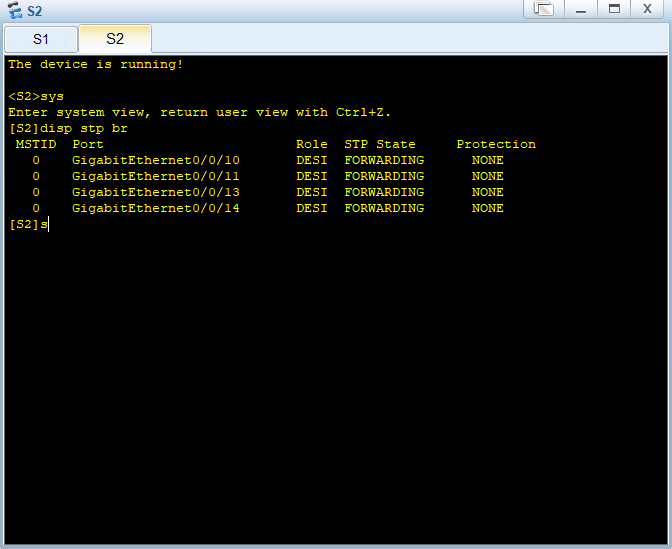 S2
S1 S2
The device is running!
<S2>sys
Enter system view, return user view with Ctrl+Z.
[S2]disp stp br
MSTID Port Role STP State Protection
0 GigabitEthernet0/0/10 DESI FORWARDING NONE
0 GigabitEthernet0/0/11 DESI FORWARDING NONE
0 GigabitEthernet0/0/13 DESI FORWARDING NONE
0 GigabitEthernet0/0/14 DESI FORWARDING NONE
[S2]s